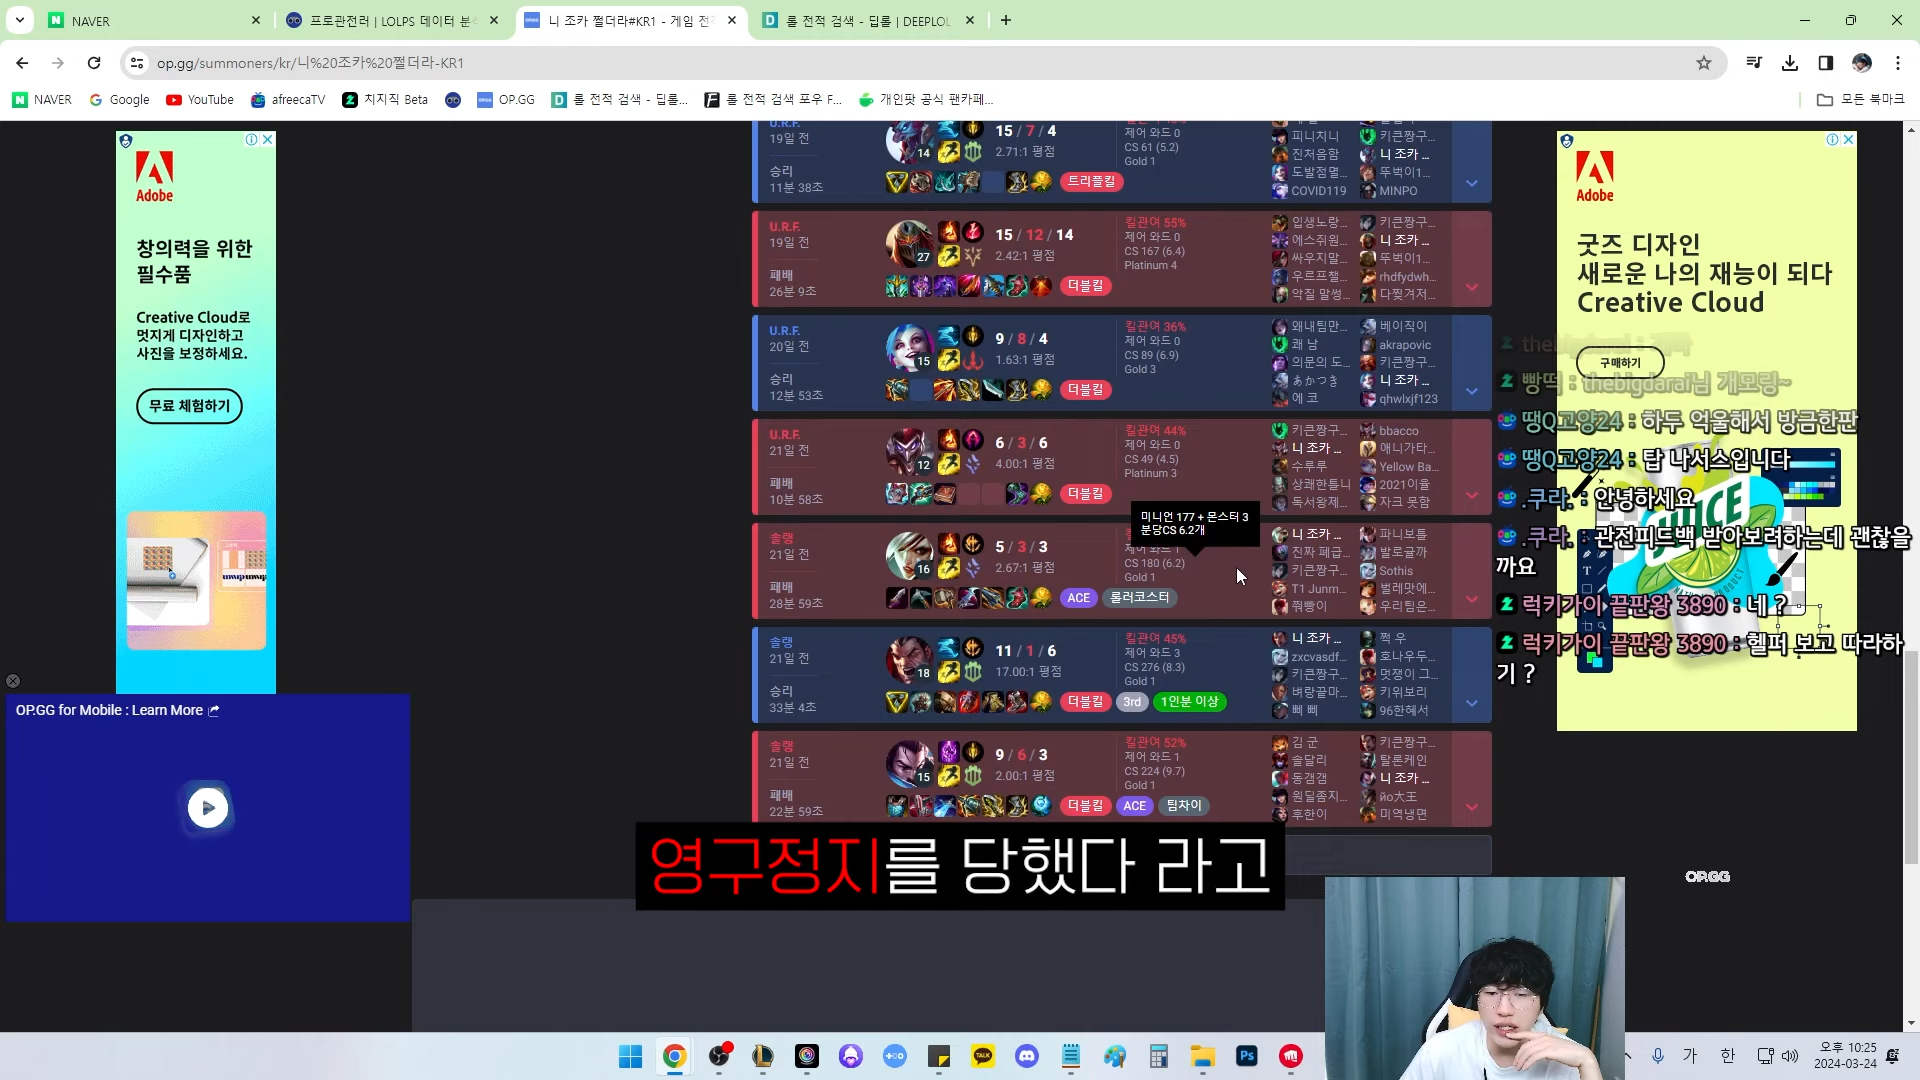 NAVER
프로관전러 | LOLPS 데이터 분석
니 조카 쩔더라#KR1 - 게임 전적
롤 전적 검색 - 딥롤 | DEEPLOL
op.gg/summoners/kr/니%20조카%20쩔더라-KR1
NAVER
Google
YouTube
afreecaTV
치지직 Beta
OP.GG
롤 전적 검색 - 딥롤...
롤 전적 검색 포우 F...
개인팟 공식 팬카페...
모든 북마크
Adobe
창의력을 위한
필수품
Creative Cloud로
멋지게 디자인하고
사진을 보정하세요.
무료 체험하기
OP.GG for Mobile : Learn More
U.R.F.
19일 전
승리
11분 38초
14
15 / 7 / 4
2.71:1 평점
제어 와드 0
CS 61 (5.2)
Gold 1
트리플킬
피니치니
진처음함
도발점멸...
COVID119
키큰짱구...
니 조카 ...
뚜벅이1...
MINPO
U.R.F.
19일 전
패배
26분 9초
27
15 / 12 / 14
2.42:1 평점
킬관여 55%
제어 와드 0
CS 167 (6.4)
Platinum 4
더블킬
입생노랑...
에스쥐원...
싸우지말...
우르프챌...
악질 말썽...
키큰짱구...
니 조카 ...
뚜벅이1...
rhdfydwh...
다찢겨저...
U.R.F.
20일 전
승리
12분 53초
15
9 / 8 / 4
1.63:1 평점
킬관여 36%
제어 와드 0
CS 89 (6.9)
Gold 3
더블킬
왜내팀만...
쾌 남
의문의 도...
あかつき
에 코
베이직이
akrapovic
키큰짱구...
니 조카 ...
qhwlxjf123
U.R.F.
21일 전
패배
10분 58초
12
6 / 3 / 6
4.00:1 평점
킬관여 44%
제어 와드 0
CS 49 (4.5)
Platinum 3
더블킬
키큰짱구...
니 조카 ...
수루루
상쾌한틀니
독서왕제...
bbacco
애니가타...
Yellow Ba...
2021이율
자크 못함
미니언 177 + 몬스터 3
분당CS 6.2개
솔랭
21일 전
패배
28분 59초
16
5 / 3 / 3
2.67:1 평점
제어 와드 1
CS 180 (6.2)
Gold 1
ACE
롤러코스터
니 조카 ...
진짜 페급...
키큰짱구...
T1 Junm...
쮜빵이
파니보틀
발로귤까
Sothis
벌레맛에...
우리팀은...
솔랭
21일 전
승리
33분 4초
18
11 / 1 / 6
17.00:1 평점
킬관여 45%
제어 와드 3
CS 276 (8.3)
Gold 1
더블킬
3rd
1인분 이상
니 조카 ...
zxcvasdf...
키큰짱구...
벼랑끝마...
삐 삐
쩍 우
호나우두...
멋쟁이 그...
키위보리
96한혜서
솔랭
21일 전
패배
22분 59초
15
9 / 6 / 3
2.00:1 평점
킬관여 52%
제어 와드 1
CS 224 (9.7)
Gold 1
더블킬
ACE
팀차이
김 군
솔달리
동갬갬
원딜좀지...
후한이
키큰짱구...
탈론케인
니 조카 ...
йо大王
미역냉면
영구정지를 당했다 라고
Adobe
굿즈 디자인
새로운 나의 재능이 되다
Creative Cloud
구매하기
JUICE
빵떡 : thebigdarai님 개모링~
땡Q고양24 : 하두 억울해서 방금한판
땡Q고양24 : 탑 나서스입니다
.쿠라. : 안녕하세요
.쿠라. : 관전피드백 받아보려하는데 괜찮을
까요
럭키가이 끝판왕 3890 : 네 ?
럭키가이 끝판왕 3890 : 헬퍼 보고 따라하
기 ?
OP.GG
TALK
Ps
가
한
오후 10:25
2024-03-24